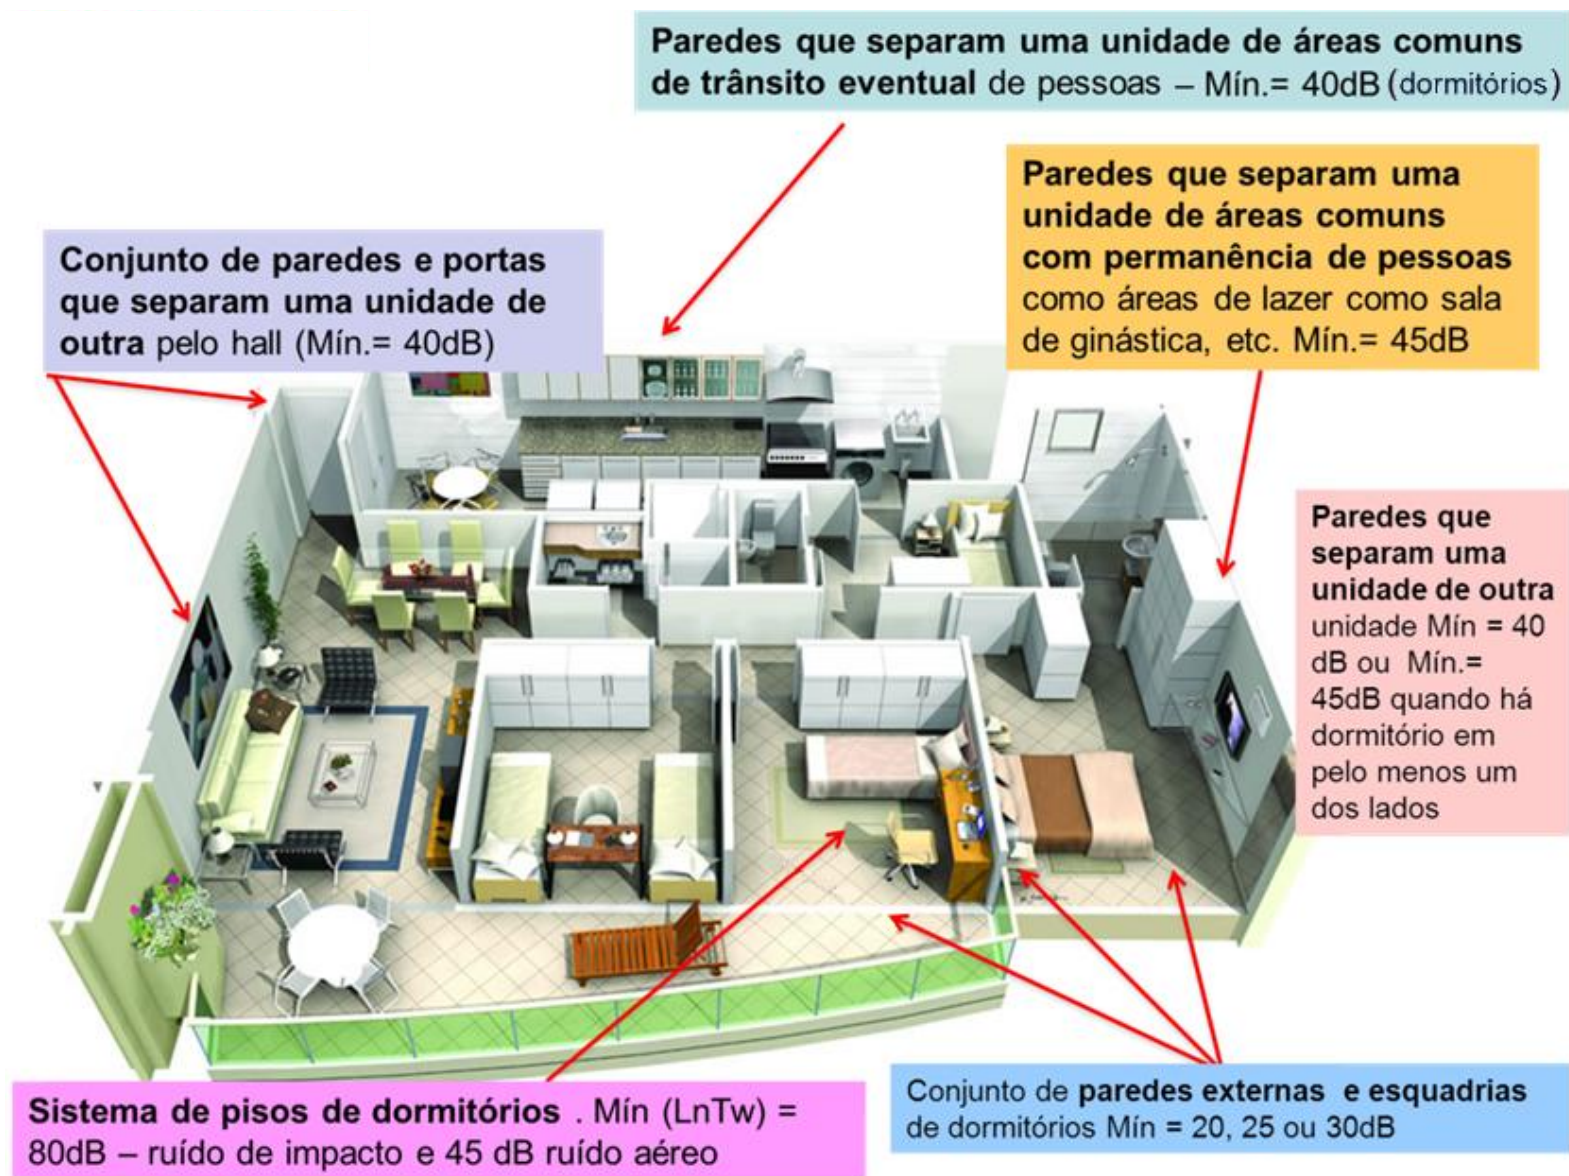 Paredes que separam uma unidade de áreas comuns
de trânsito eventual de pessoas – Mín.= 40dB (dormitórios)
Paredes que separam uma
unidade de áreas comuns
com permanência de pessoas
como áreas de lazer como sala
de ginástica, etc. Mín.= 45dB
Conjunto de paredes e portas
que separam uma unidade de
outra pelo hall (Mín.= 40dB)
Paredes que
separam uma
unidade de outra
unidade Mín = 40
dB ou Mín.=
45dB quando há
dormitório em
pelo menos um
dos lados
Sistema de pisos de dormitórios . Mín (LnTw) =
80dB – ruído de impacto e 45 dB ruído aéreo
Conjunto de paredes externas e esquadrias
de dormitórios Mín = 20, 25 ou 30dB